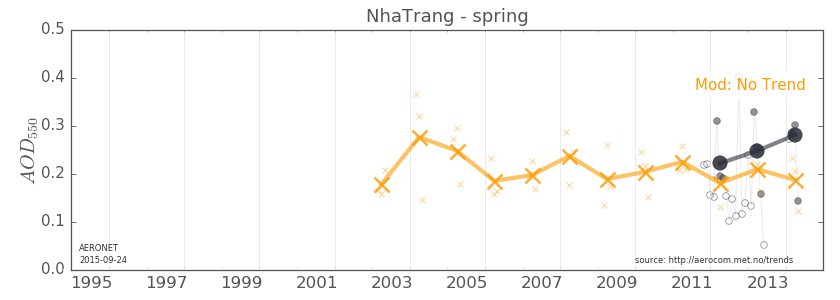 NhaTrang - spring
0.5
0.4
0.3
0.2
0.1
0.0
AOD550
Mod: No Trend
AERONET
2015-09-24
source: http://aerocom.met.no/trends
1995 1997 1999 2001 2003 2005 2007 2009 2011 2013